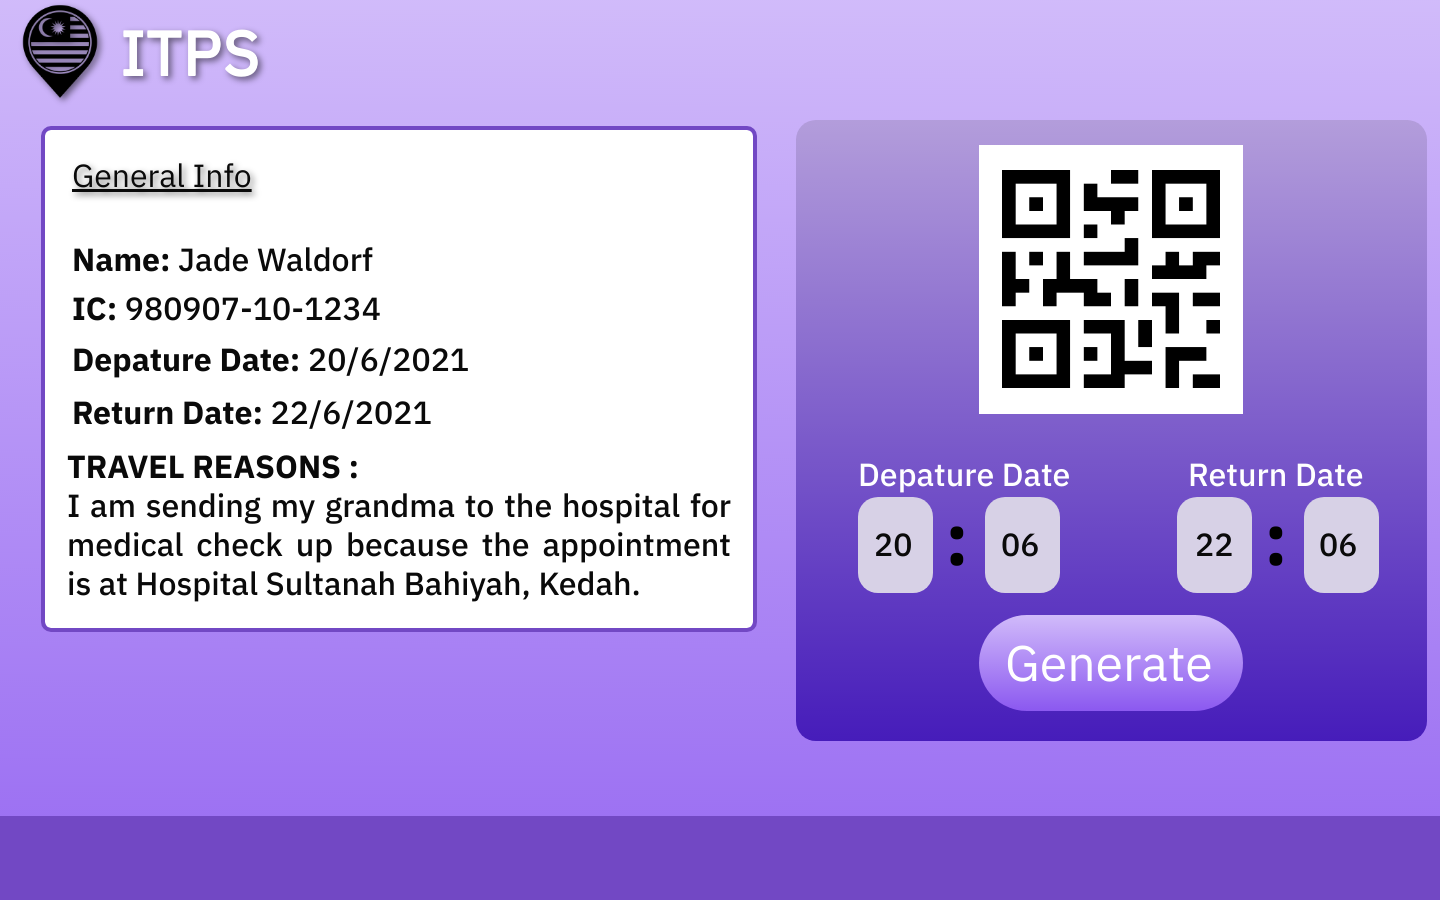 ITPS
General Info
Name: Jade Waldorf
IC: 980907-10-1234
Depature Date: 20/6/2021
Return Date: 22/6/2021
TRAVEL REASONS :
I am sending my grandma to the hospital for
medical check up because the appointment
is at Hospital Sultanah Bahiyah, Kedah.
Depature Date
20 : 06
Return Date
22 : 06
Generate